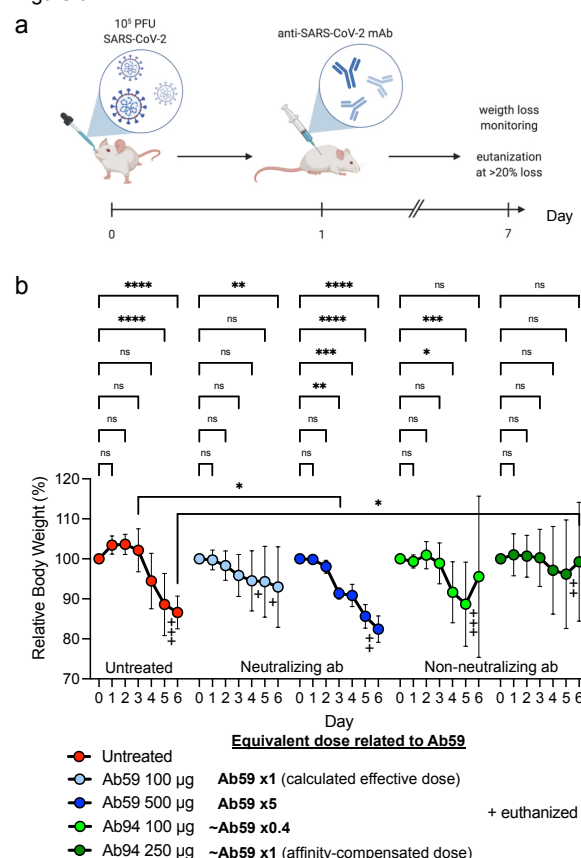 a
10⁵ PFU
SARS-CoV-2
anti-SARS-CoV-2 mAb
weigth loss
monitoring
eutanization
at >20% loss
Day
0 1 7
b
**** ** **** ns ns
**** ns **** *** ns
ns ns *** * ns
ns ns ** ns ns
ns ns ns ns ns
ns ns ns ns ns
* *
Relative Body Weight (%)
120
110
100
90
80
70
+ + + + + + + + + + + + +
Untreated Neutralizing ab Non-neutralizing ab
0 1 2 3 4 5 6 0 1 2 3 4 5 6 0 1 2 3 4 5 6 0 1 2 3 4 5 6 0 1 2 3 4 5 6
Day
Equivalent dose related to Ab59
Untreated
Ab59 100 µg Ab59 x1 (calculated effective dose)
Ab59 500 µg Ab59 x5
Ab94 100 µg ~Ab59 x0.4
Ab94 250 µg ~Ab59 x1 (affinity-compensated dose)
+ euthanized